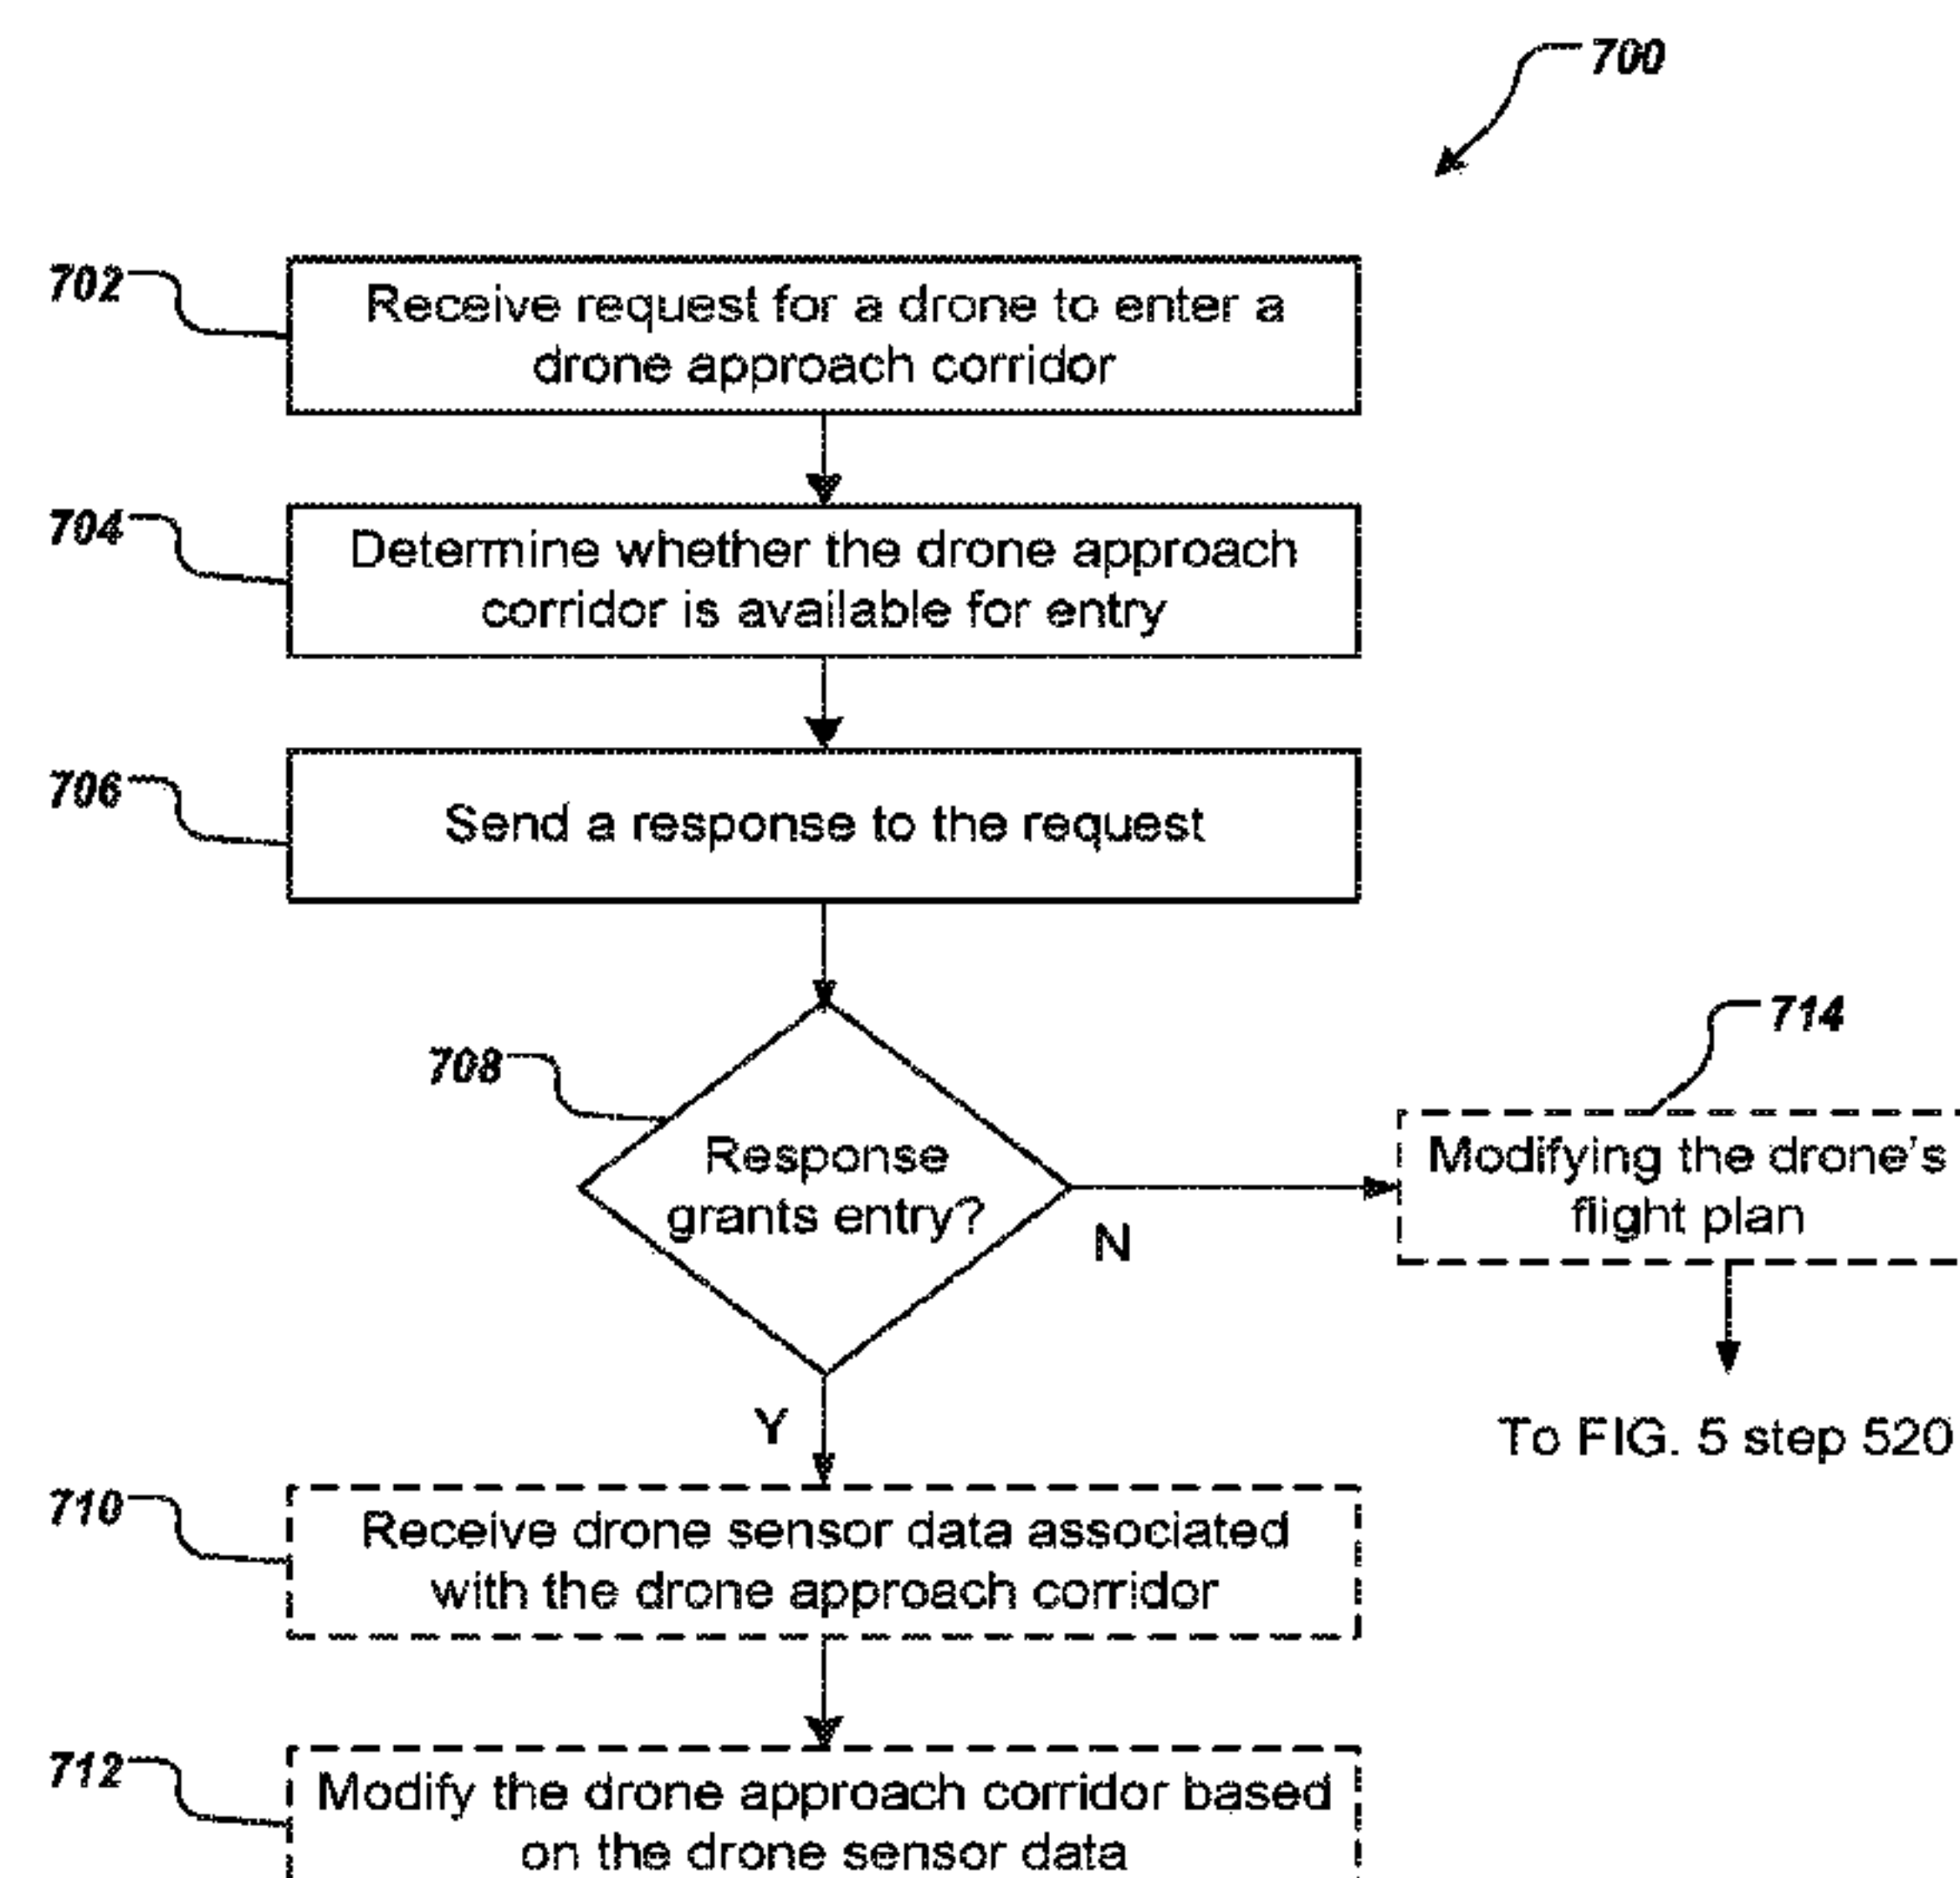 700
702
Receive request for a drone to enter a
drone approach corridor
704
Determine whether the drone approach
corridor is available for entry
706
Send a response to the request
708
Response
grants entry?
N
714
Modifying the drone's
flight plan
To FIG. 5 step 520
Y
710
Receive drone sensor data associated
with the drone approach corridor
712
Modify the drone approach corridor based
on the drone sensor data